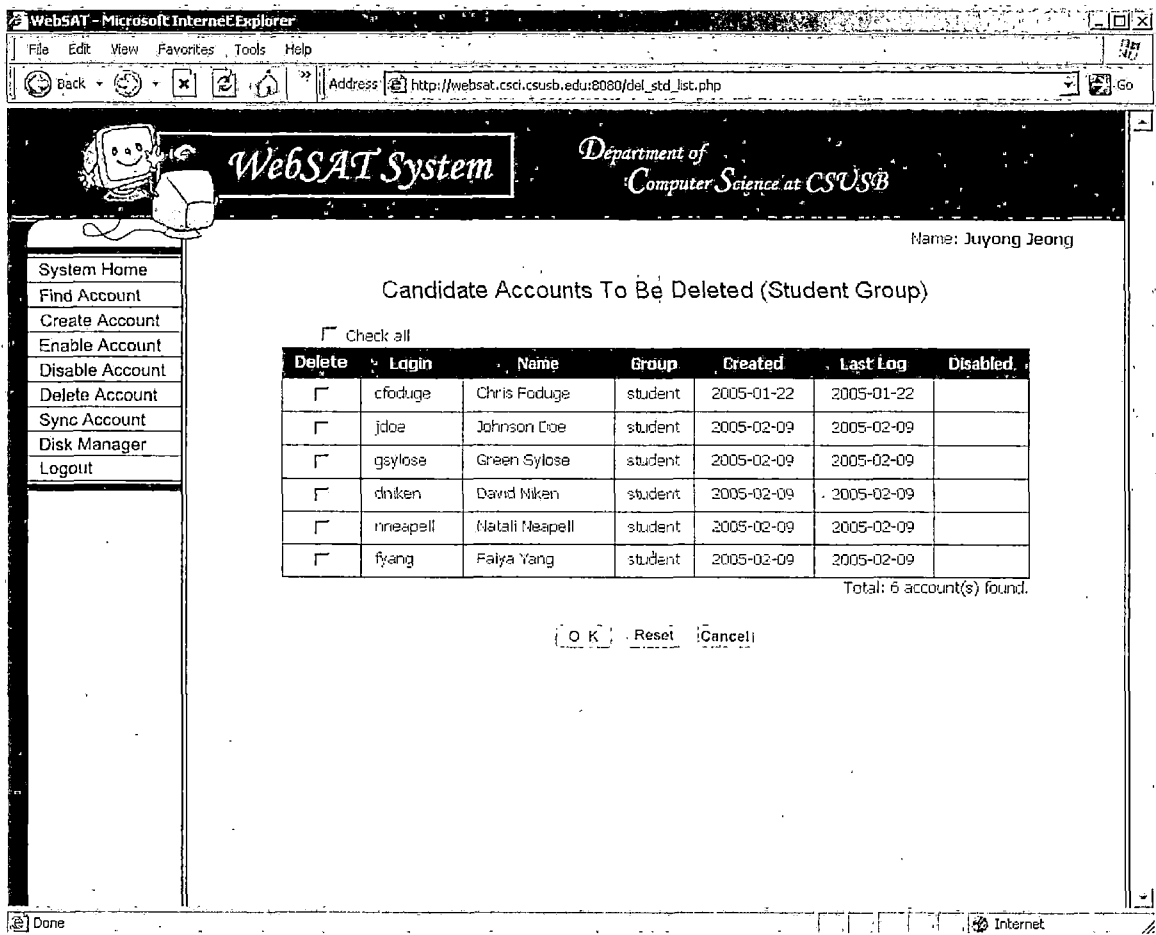 WebSAT - Microsoft Internet Explorer
File Edit View Favorites Tools Help
Back » Address http://websat.csci.csusb.edu:8080/del_std_list.php Go
WebSAT System
Department of
Computer Science at CSUSB
Name: Juyong Jeong
System Home
Find Account
Create Account
Enable Account
Disable Account
Delete Account
Sync Account
Disk Manager
Logout
Candidate Accounts To Be Deleted (Student Group)
Check all
Delete Login Name Group Created Last Log Disabled
cfoduge Chris Foduge student 2005-01-22 2005-01-22
jdoe Johnson Doe student 2005-02-09 2005-02-09
gsylose Green Sylose student 2005-02-09 2005-02-09
dniken David Niken student 2005-02-09 2005-02-09
nneapell Natali Neapell student 2005-02-09 2005-02-09
fyang Faiya Yang student 2005-02-09 2005-02-09
Total: 6 account(s) found.
O K Reset Cancel
Done Internet